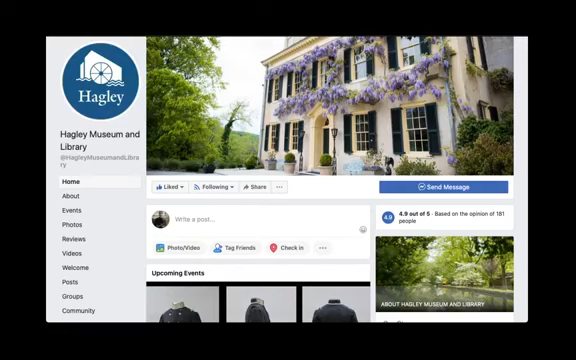 Hagley
Hagley Museum and
Library
@HagleyMuseumandLibra
ry
Home
About
Events
Photos
Reviews
Videos
Welcome
Posts
Groups
Community
Liked
Following
Share
Send Message
Write a post...
Photo/Video
Tag Friends
Check in
Upcoming Events
4.9
4.9 out of 5 · Based on the opinion of 181
people
ABOUT HAGLEY MUSEUM AND LIBRARY